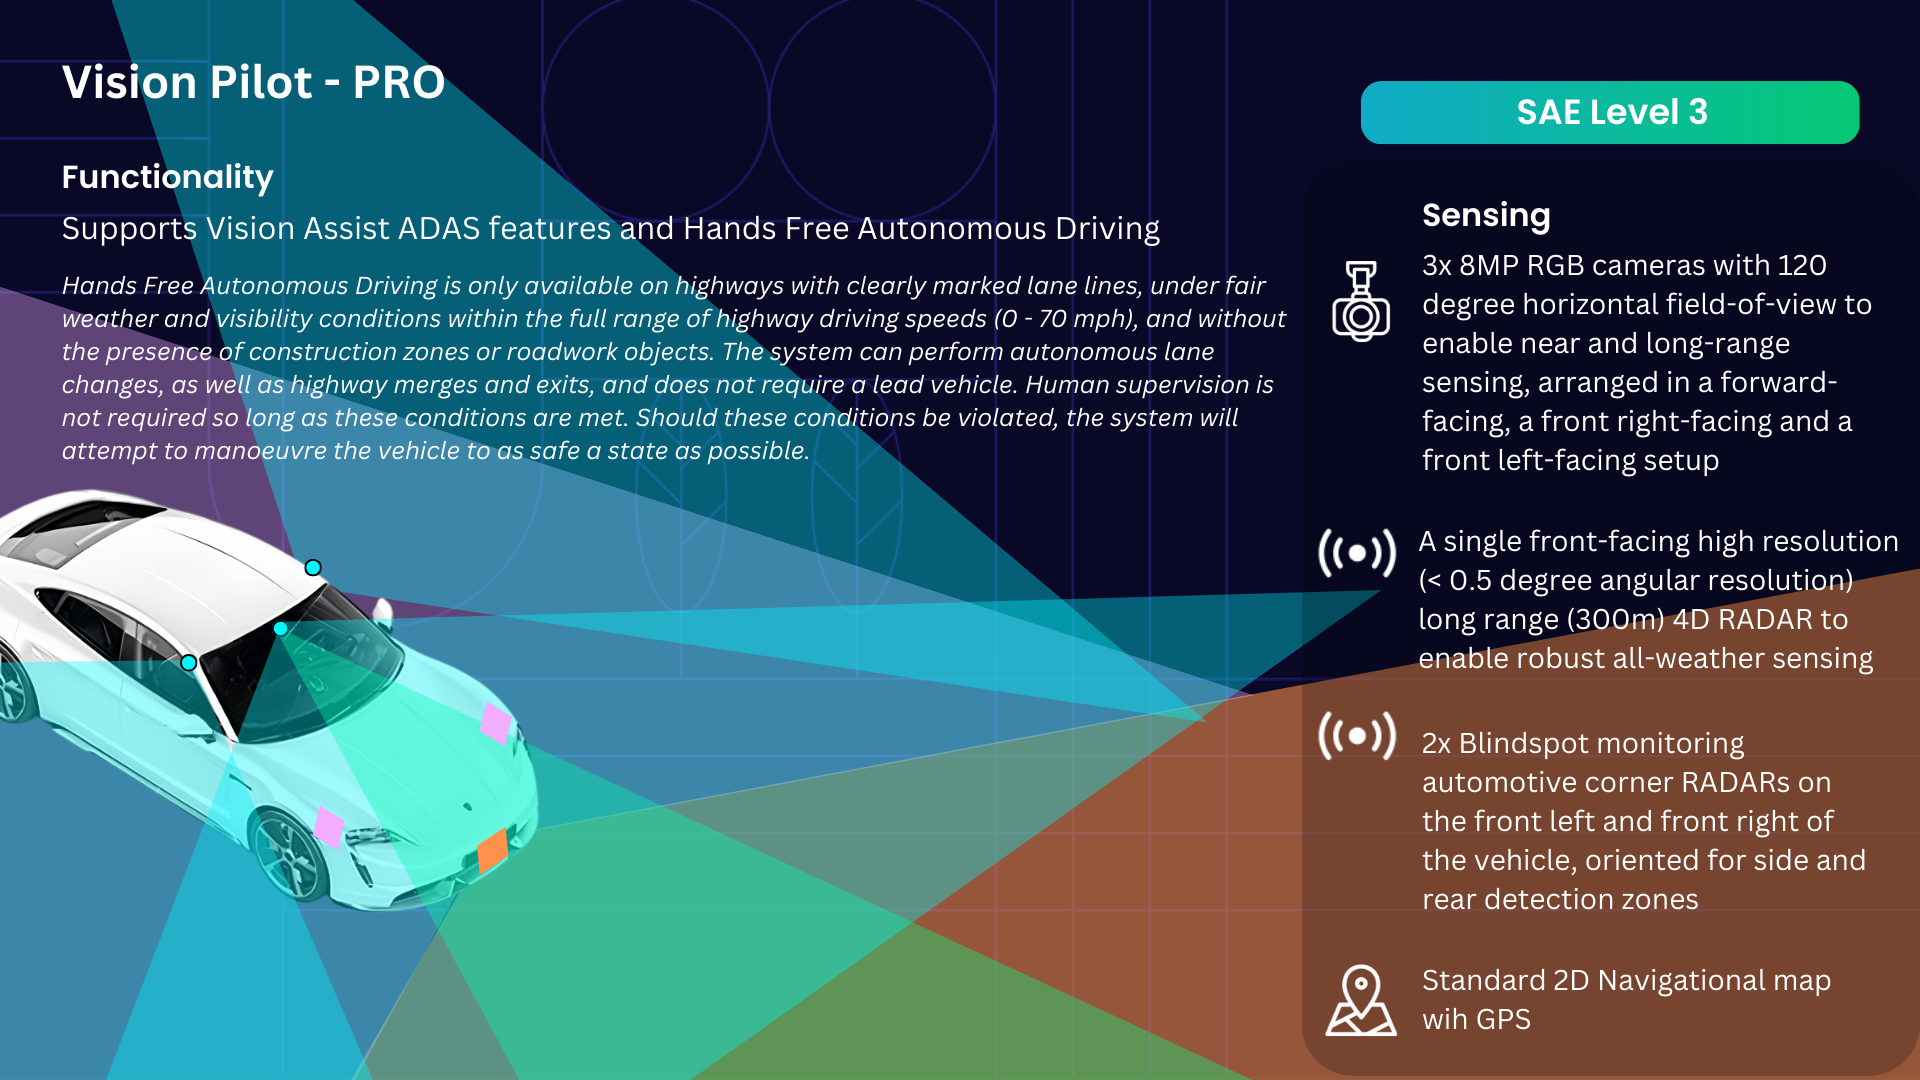 Vision Pilot - PRO
Functionality
Supports Vision Assist ADAS features and Hands Free Autonomous Driving
Hands Free Autonomous Driving is only available on highways with clearly marked lane lines, under fair
weather and visibility conditions within the full range of highway driving speeds (0 - 70 mph), and without
the presence of construction zones or roadwork objects. The system can perform autonomous lane
changes, as well as highway merges and exits, and does not require a lead vehicle. Human supervision is
not required so long as these conditions are met. Should these conditions be violated, the system will
attempt to manoeuvre the vehicle to as safe a state as possible.
SAE Level 3
Sensing
3x 8MP RGB cameras with 120
degree horizontal field-of-view to
enable near and long-range
sensing, arranged in a forward-
facing, a front right-facing and a
front left-facing setup
A single front-facing high resolution
(< 0.5 degree angular resolution)
long range (300m) 4D RADAR to
enable robust all-weather sensing
2x Blindspot monitoring
automotive corner RADARs on
the front left and front right of
the vehicle, oriented for side and
rear detection zones
Standard 2D Navigational map
wih GPS